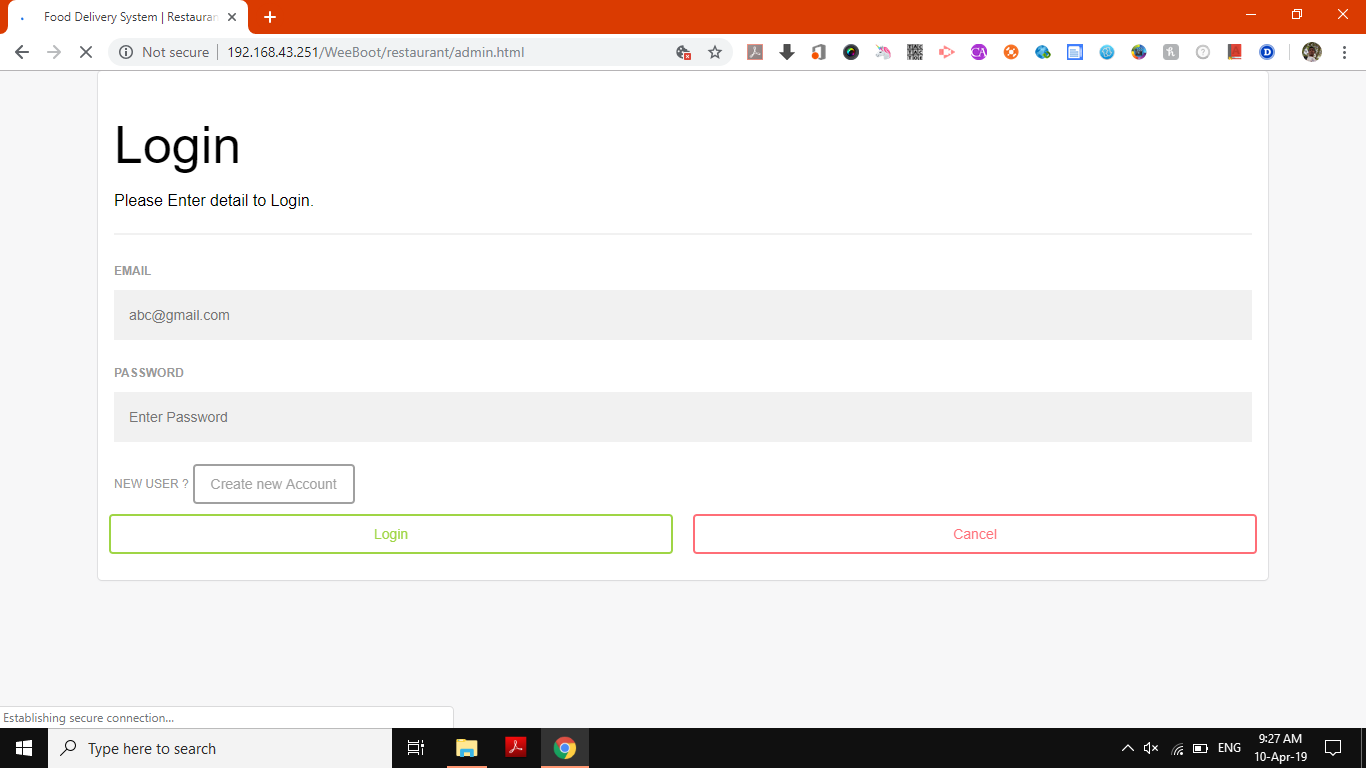 Food Delivery System | Restauran
Not secure
192.168.43.251/WeeBoot/restaurant/admin.html
CA
D
Login
Please Enter detail to Login.
EMAIL
abc@gmail.com
PASSWORD
Enter Password
NEW USER ? Create new Account
Login Cancel
Establishing secure connection...
Type here to search
ENG
9:27 AM
10-Apr-19